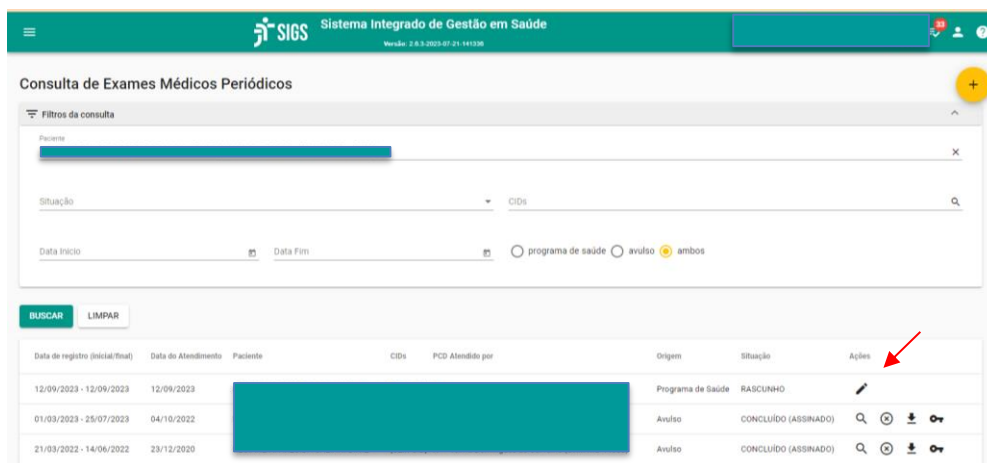 SIGS Sistema Integrado de Gestão em Saúde
Versão: 2.6.3-2023-07-21-141336
33
Consulta de Exames Médicos Periódicos
+
Filtros da consulta
Paciente
Situação
CIDs
Data Inicio
Data Fim
programa de saúde
avulso
ambos
BUSCAR
LIMPAR
Data de registro (inicial/final) Data do Atendimento Paciente CIDs PCD Atendido por Origem Situação Ações
12/09/2023 - 12/09/2023 12/09/2023 Programa de Saúde RASCUNHO
01/03/2023 - 25/07/2023 04/10/2022 Avulso CONCLUÍDO (ASSINADO)
21/03/2022 - 14/06/2022 23/12/2020 Avulso CONCLUÍDO (ASSINADO)